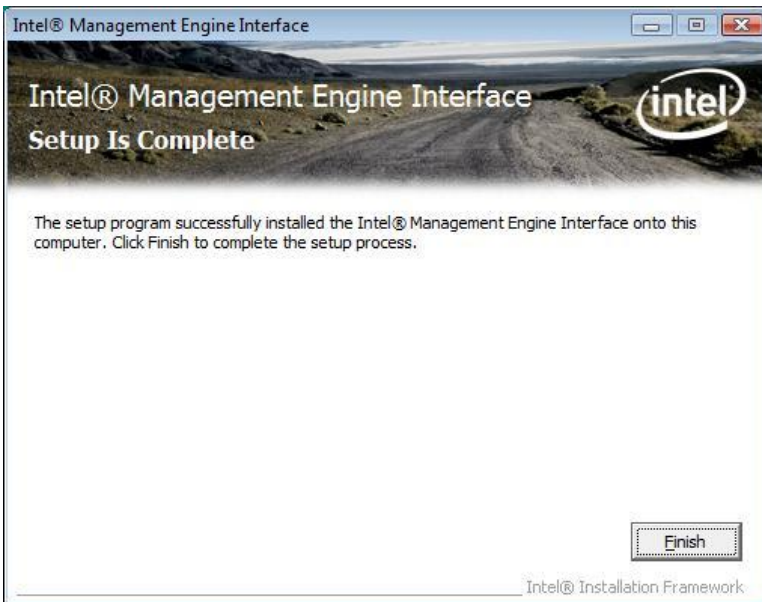 Intel® Management Engine Interface
Intel® Management Engine Interface
intel
Setup Is Complete
The setup program successfully installed the Intel® Management Engine Interface onto this
computer. Click Finish to complete the setup process.
Finish
Intel® Installation Framework